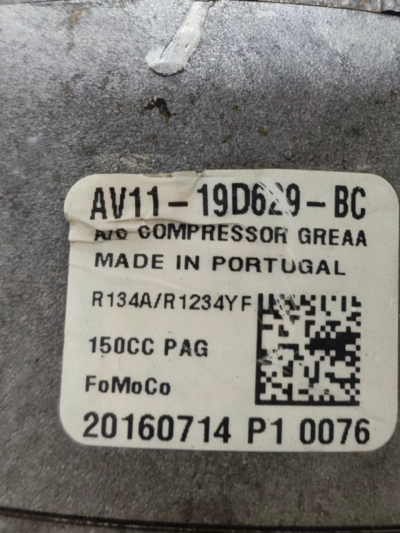 AV11-19D629-BC
A/C COMPRESSOR GREAA
MADE IN PORTUGAL
R134A/R1234YF
150CC PAG
FoMoCo
20160714 P1 0076